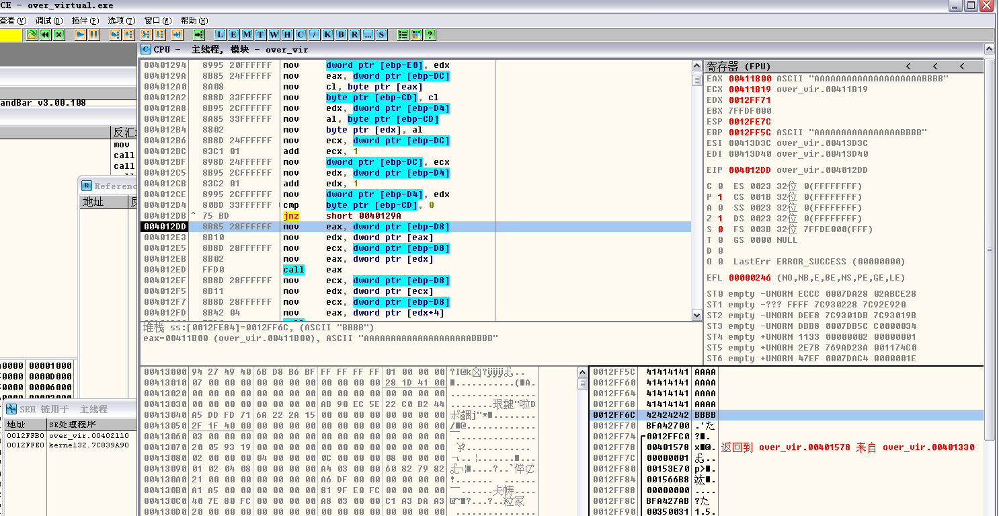 CE - over_virtual.exe
查看(V) 调试(D) 插件(P) 选项(T) 窗口(W) 帮助(H)
L E M T W H C / K B R ... S
andBar v3.00.108
反汇
mov
call
call
R Referenc
地址 反
40000 00001000
0000 0000D000
0000 00006000
SEH 链用于 主线程
地址 SE处理程序
0012FFB0 over_vir.00402110
0012FFE0 kernel32.7C839A90
C CPU - 主线程, 模块 - over_vir
00401294 8995 20FFFFFF mov dword ptr [ebp-E0], edx
0040129A 8B85 24FFFFFF mov eax, dword ptr [ebp-DC]
004012A0 8A08 mov cl, byte ptr [eax]
004012A2 888D 33FFFFFF mov byte ptr [ebp-CD], cl
004012A8 8B95 2CFFFFFF mov edx, dword ptr [ebp-D4]
004012AE 8A85 33FFFFFF mov al, byte ptr [ebp-CD]
004012B4 8802 mov byte ptr [edx], al
004012B6 8B8D 24FFFFFF mov ecx, dword ptr [ebp-DC]
004012BC 83C1 01 add ecx, 1
004012BF 898D 24FFFFFF mov dword ptr [ebp-DC], ecx
004012C5 8B95 2CFFFFFF mov edx, dword ptr [ebp-D4]
004012CB 83C2 01 add edx, 1
004012CE 8995 2CFFFFFF mov dword ptr [ebp-D4], edx
004012D4 80BD 33FFFFFF cmp byte ptr [ebp-CD], 0
004012DB ^ 75 BD jnz short 0040129A
004012DD 8B85 28FFFFFF mov eax, dword ptr [ebp-D8]
004012E3 8B10 mov edx, dword ptr [eax]
004012E5 8B8D 28FFFFFF mov ecx, dword ptr [ebp-D8]
004012EB 8B02 mov eax, dword ptr [edx]
004012ED FFD0 call eax
004012EF 8B8D 28FFFFFF mov ecx, dword ptr [ebp-D8]
004012F5 8B11 mov edx, dword ptr [ecx]
004012F7 8B8D 28FFFFFF mov ecx, dword ptr [ebp-D8]
004012FD 8B42 04 mov eax, dword ptr [edx+4]
堆栈 ss:[0012FE84]=0012FF6C, (ASCII "BBBB")
eax=00411B00 (over_vir.00411B00), ASCII "AAAAAAAAAAAAAAAAAAAABBBB"
寄存器 (FPU) < < <
EAX 00411B00 ASCII "AAAAAAAAAAAAAAAAAAAABBBB"
ECX 00411B19 over_vir.00411B19
EDX 0012FF71
EBX 7FFDF000
ESP 0012FE7C
EBP 0012FF5C ASCII "AAAAAAAAAAAAAAAABBBB"
ESI 00413D3C over_vir.00413D3C
EDI 00413D40 over_vir.00413D40
EIP 004012DD over_vir.004012DD
C 0 ES 0023 32位 0(FFFFFFFF)
P 1 CS 001B 32位 0(FFFFFFFF)
A 0 SS 0023 32位 0(FFFFFFFF)
Z 1 DS 0023 32位 0(FFFFFFFF)
S 0 FS 003B 32位 7FFDE000(FFF)
T 0 GS 0000 NULL
D 0
O 0 LastErr ERROR_SUCCESS (00000000)
EFL 00000246 (NO,NB,E,BE,NS,PE,GE,LE)
ST0 empty -UNORM ECCC 0007DA28 02ABCE28
ST1 empty -??? FFFF 7C930228 7C92E920
ST2 empty -UNORM DEE8 7C9301DB 7C93019B
ST3 empty -UNORM DBB8 0007DB5C C0000034
ST4 empty +UNORM 1133 00000002 00000001
ST5 empty +UNORM 2E7B 769AD23A 001174C0
ST6 empty +UNORM 47EF 0007DAC4 0000001E
00413000 94 27 49 40 6B D8 B6 BF FF FF FF FF 01 00 00 00
00413010 07 00 00 00 00 00 00 00 00 00 00 00 28 1D 41 00
00413020 00 00 00 00 00 00 00 00 00 00 00 00 00 00 00 00
00413030 00 00 00 00 00 00 00 00 AB 90 EC 5E 22 C0 B2 44
00413040 A5 DD FD 71 6A 22 2A 15 00 00 00 00 00 00 00 00
00413050 2F 1F 40 00 00 00 00 00 00 00 00 00 00 00 00 00
00413060 03 00 00 00 00 00 00 00 00 00 00 00 00 00 00 00
00413070 20 05 93 19 00 00 00 00 00 00 00 00 00 00 00 00
00413080 02 00 00 00 04 00 00 00 0C 00 00 00 08 00 00 00
00413090 01 02 04 08 00 00 00 00 A4 03 00 00 60 82 79 82
004130A0 21 00 00 00 00 00 00 00 A6 DF 00 00 00 00 00 00
004130B0 A1 A5 00 00 00 00 00 00 81 9F E0 FC 00 00 00 00
004130C0 40 7E 80 FC 00 00 00 00 A8 03 00 00 C1 A3 DA A3
004130D0 20 00 00 00 00 00 00 00 00 00 00 00 00 00 00 00
0012FF5C 41414141 AAAA
0012FF60 41414141 AAAA
0012FF64 41414141 AAAA
0012FF68 41414141 AAAA
0012FF6C 42424242 BBBB
0012FF70 BFA42700 .'た
0012FF74 0012FFC0
0012FF78 00401578 返回到 over_vir.00401578 来自 over_vir.00401330
0012FF7C 00000001
0012FF80 00153E70
0012FF84 001566B8
0012FF88 00000000 ....
0012FF8C BFA427AB ?'た
0012FF90 00350031 1.5.